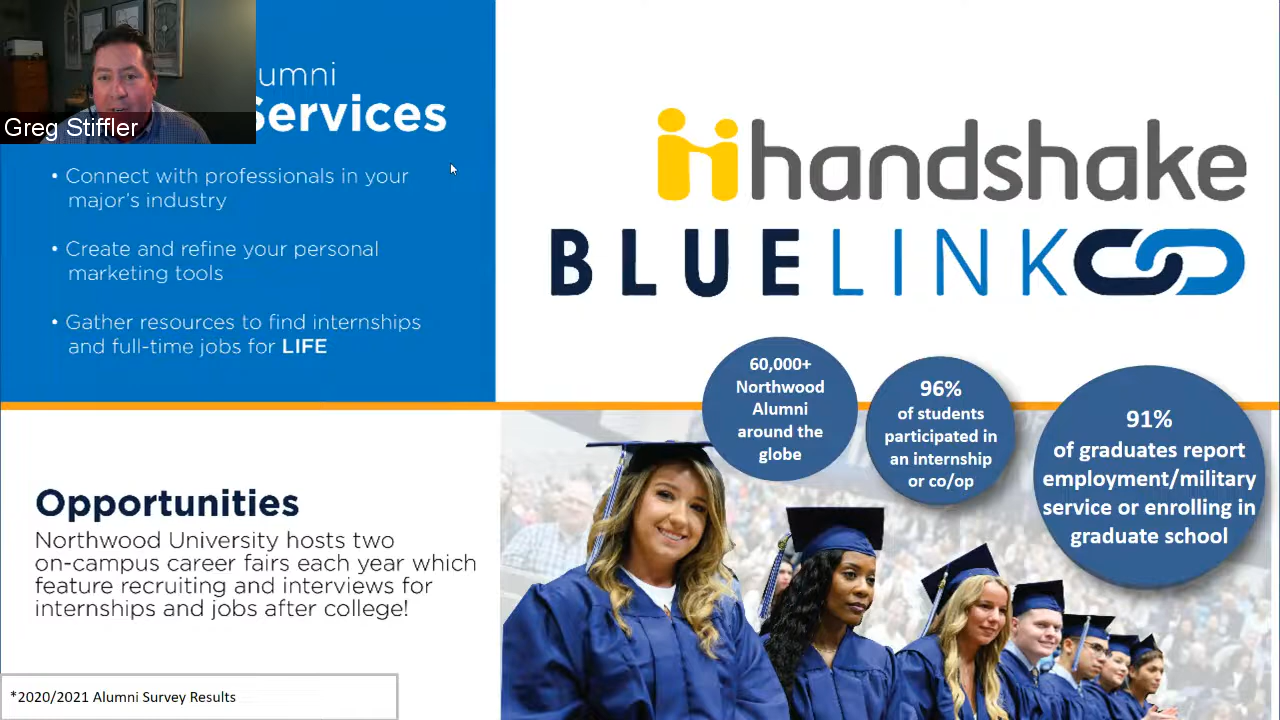 Greg Stiffler
umni
Services
• Connect with professionals in your
major's industry
• Create and refine your personal
marketing tools
• Gather resources to find internships
and full-time jobs for LIFE
handshake
BLUELINK
60,000+
Northwood
Alumni
around the
globe
96%
of students
participated in
an internship
or co/op
91%
of graduates report
employment/military
service or enrolling in
graduate school
Opportunities
Northwood University hosts two
on-campus career fairs each year which
feature recruiting and interviews for
internships and jobs after college!
*2020/2021 Alumni Survey Results